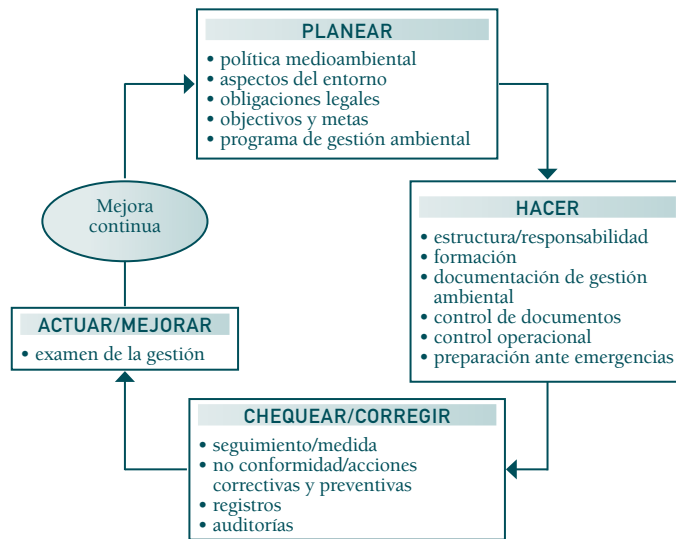 PLANEAR
• política medioambiental
• aspectos del entorno
• obligaciones legales
• objetivos y metas
• programa de gestión ambiental
HACER
• estructura/responsabilidad
• formación
• documentación de gestión
ambiental
• control de documentos
• control operacional
• preparación ante emergencias
CHEQUEAR/CORREGIR
• seguimiento/medida
• no conformidad/acciones
correctivas y preventivas
• registros
• auditorías
ACTUAR/MEJORAR
• examen de la gestión
Mejora
continua